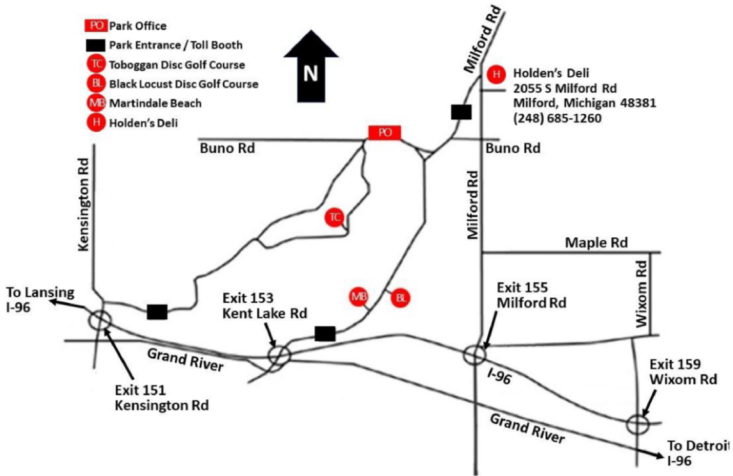 PO Park Office
Park Entrance / Toll Booth
TC Toboggan Disc Golf Course
BL Black Locust Disc Golf Course
MB Martindale Beach
H Holden's Deli
N
Milford Rd
H Holden's Deli
2055 S Milford Rd
Milford, Michigan 48381
(248) 685-1260
PO
Buno Rd
Buno Rd
Kensington Rd
Milford Rd
TC
Maple Rd
Wixom Rd
To Lansing
I-96
Exit 153
Kent Lake Rd
MB
BL
Exit 155
Milford Rd
Grand River
I-96
Exit 151
Kensington Rd
Exit 159
Wixom Rd
Grand River
To Detroit
I-96